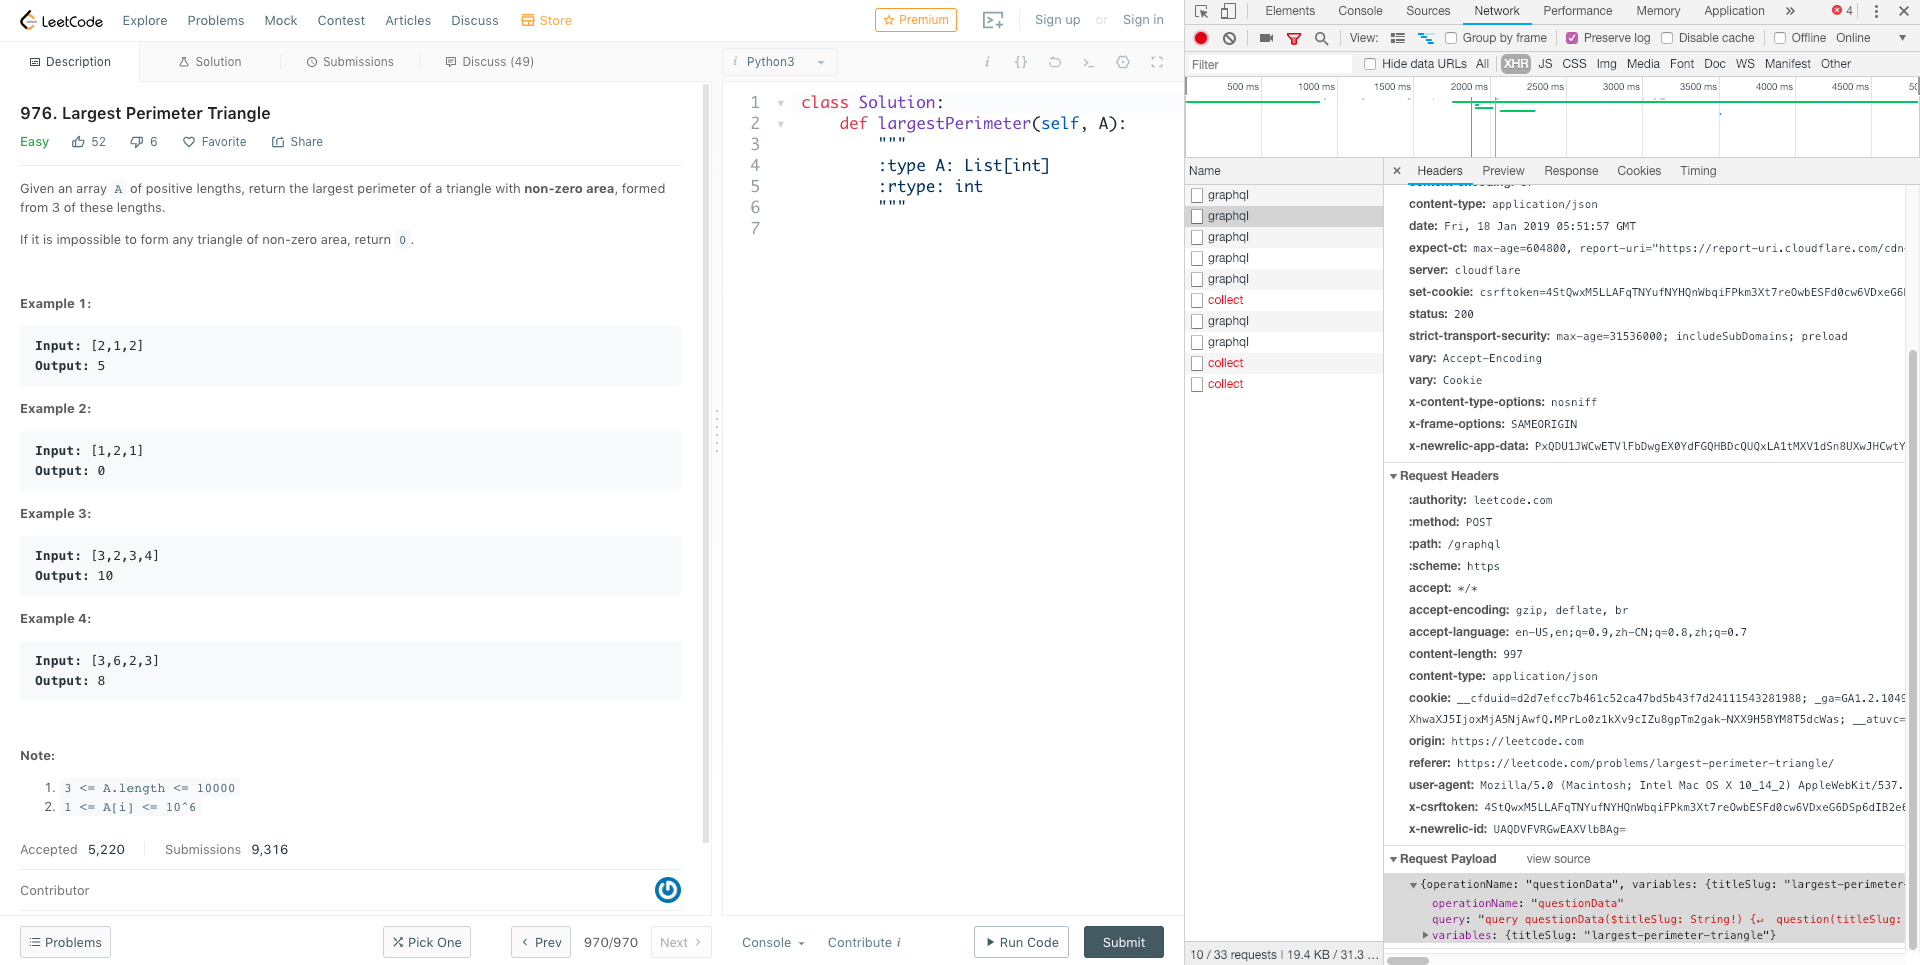 LeetCode Explore Problems Mock Contest Articles Discuss Store Premium Sign up or Sign in
Description Solution Submissions Discuss (49)
976. Largest Perimeter Triangle
Easy 52 6 Favorite Share
Given an array A of positive lengths, return the largest perimeter of a triangle with non-zero area, formed
from 3 of these lengths.
If it is impossible to form any triangle of non-zero area, return 0.
Example 1:
Input: [2,1,2]
Output: 5
Example 2:
Input: [1,2,1]
Output: 0
Example 3:
Input: [3,2,3,4]
Output: 10
Example 4:
Input: [3,6,2,3]
Output: 8
Note:
1. 3 <= A.length <= 10000
2. 1 <= A[i] <= 10^6
Accepted 5,220 Submissions 9,316
Contributor
Problems Pick One Prev 970/970 Next
i Python3 i {}
1 class Solution:
2 def largestPerimeter(self, A):
3 """
4 :type A: List[int]
5 :rtype: int
6 """
7
Console Contribute i Run Code Submit
Elements Console Sources Network Performance Memory Application » 4
View: Group by frame Preserve log Disable cache Offline Online
Filter Hide data URLs All XHR JS CSS Img Media Font Doc WS Manifest Other
500 ms 1000 ms 1500 ms 2000 ms 2500 ms 3000 ms 3500 ms 4000 ms 4500 ms
Name
graphql
graphql
graphql
graphql
graphql
collect
graphql
graphql
collect
collect
10 / 33 requests | 19.4 KB / 31.3 ...
× Headers Preview Response Cookies Timing
content-type: application/json
date: Fri, 18 Jan 2019 05:51:57 GMT
expect-ct: max-age=604800, report-uri="https://report-uri.cloudflare.com/cdn-
server: cloudflare
set-cookie: csrftoken=4StQwxM5LLAFqTNYufNYHQnWbqiFPkm3Xt7reOwbESFd0cw6VDxeG6
status: 200
strict-transport-security: max-age=31536000; includeSubDomains; preload
vary: Accept-Encoding
vary: Cookie
x-content-type-options: nosniff
x-frame-options: SAMEORIGIN
x-newrelic-app-data: PxQDU1JWCwETVlFbDwgEX0YdFGQHBDcQUQxLA1tMXV1dSn8UXwJHCwtY
Request Headers
:authority: leetcode.com
:method: POST
:path: /graphql
:scheme: https
accept: */*
accept-encoding: gzip, deflate, br
accept-language: en-US,en;q=0.9,zh-CN;q=0.8,zh;q=0.7
content-length: 997
content-type: application/json
cookie: __cfduid=d2d7efcc7b461c52ca47bd5b43f7d24111543281988; _ga=GA1.2.1049
XhwaXJ5IjoxMjA5NjAwfQ.MPrLo0z1kXv9cIZu8gpTm2gak-NXX9H5BYM8T5dcWas; __atuvc=
origin: https://leetcode.com
referer: https://leetcode.com/problems/largest-perimeter-triangle/
user-agent: Mozilla/5.0 (Macintosh; Intel Mac OS X 10_14_2) AppleWebKit/537.
x-csrftoken: 4StQwxM5LLAFqTNYufNYHQnWbqiFPkm3Xt7reOwbESFd0cw6VDxeG6DSp6dIB2e6
x-newrelic-id: UAQDVFVRGwEAXVlbBAg=
Request Payload view source
{operationName: "questionData", variables: {titleSlug: "largest-perimeter-
operationName: "questionData"
query: "query questionData($titleSlug: String!) {↵ question(titleSlug:
variables: {titleSlug: "largest-perimeter-triangle"}